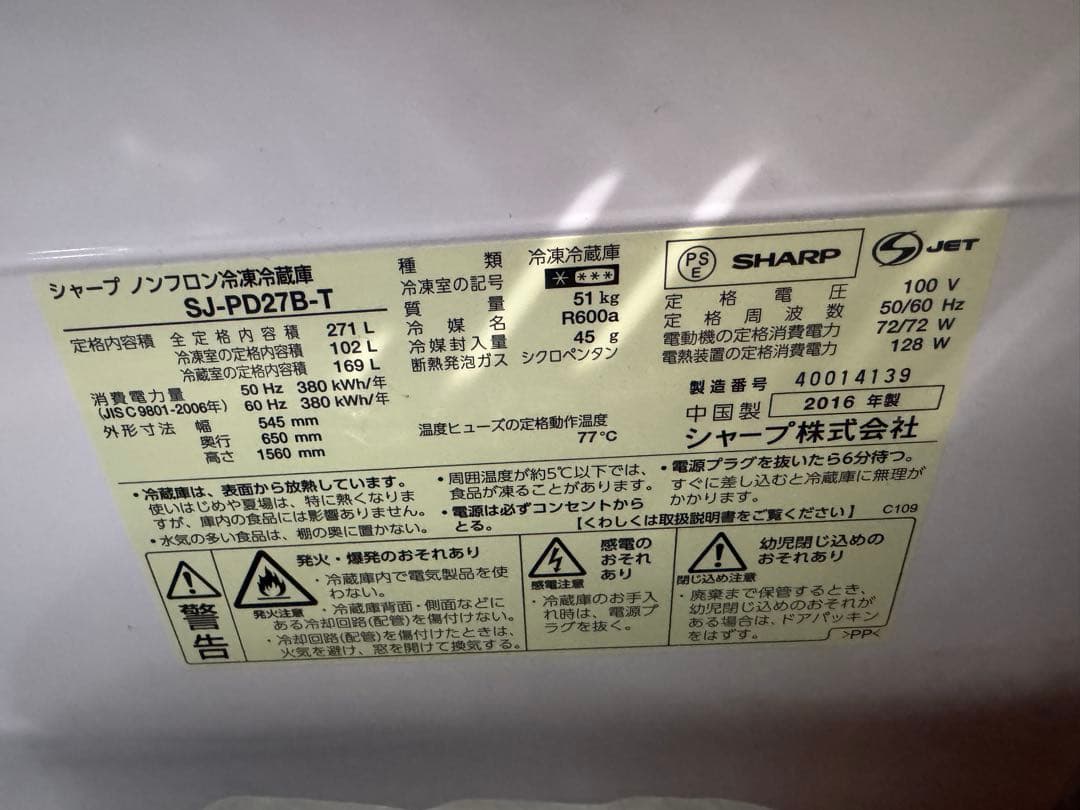 シャープ ノンフロン冷凍冷蔵庫
SJ-PD27B-T
定格内容積 全定格内容積 271 L
冷凍室の定格内容積 102 L
冷蔵室の定格内容積 169 L
消費電力量 50 Hz 380 kWh/年
(JIS C 9801-2006年) 60 Hz 380 kWh/年
外形寸法 幅 545 mm
奥行 650 mm
高さ 1560 mm
種類 冷凍冷蔵庫
冷凍室の記号 * ***
質量 51 kg
冷媒名 R600a
冷媒封入量 45 g
断熱発泡ガス シクロペンタン
温度ヒューズの定格動作温度
77℃
PSE SHARP
S JET
定格電圧 100 V
定格周波数 50/60 Hz
電動機の定格消費電力 72/72 W
電熱装置の定格消費電力 128 W
製造番号 40014139
中国製 2016 年製
シャープ株式会社
・冷蔵庫は、表面から放熱しています。
使いはじめや夏場は、特に熱くなりま
すが、庫内の食品には影響ありません。
・水気の多い食品は、棚の奥に置かない。
・周囲温度が約5℃以下では、
食品が凍ることがあります。
・電源は必ずコンセントから
とる。
・電源プラグを抜いたら6分待つ。
すぐに差し込むと冷蔵庫に無理が
かかります。
【くわしくは取扱説明書をご覧ください】
C109
警告
発火注意
発火・爆発のおそれあり
・冷蔵庫内で電気製品を使
わない。
・冷蔵庫背面・側面などに
ある冷却回路(配管)を傷付けない。
・冷却回路(配管)を傷付けたときは、
火気を避け、窓を開けて換気する。
感電注意
感電の
おそれ
あり
・冷蔵庫のお手入
れ時は、電源プ
ラグを抜く。
閉じ込め注意
幼児閉じ込めの
おそれあり
・廃棄まで保管するとき、
幼児閉じ込めのおそれが
ある場合は、ドアパッキン
をはずす。
>PP<